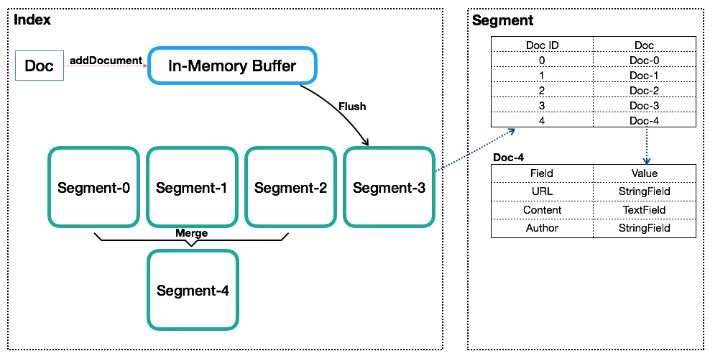 Index
Doc
addDocument
In-Memory Buffer
Flush
Segment-0
Segment-1
Segment-2
Segment-3
Merge
Segment-4
Segment
Doc ID Doc
0 Doc-0
1 Doc-1
2 Doc-2
3 Doc-3
4 Doc-4
Doc-4
Field Value
URL StringField
Content TextField
Author StringField